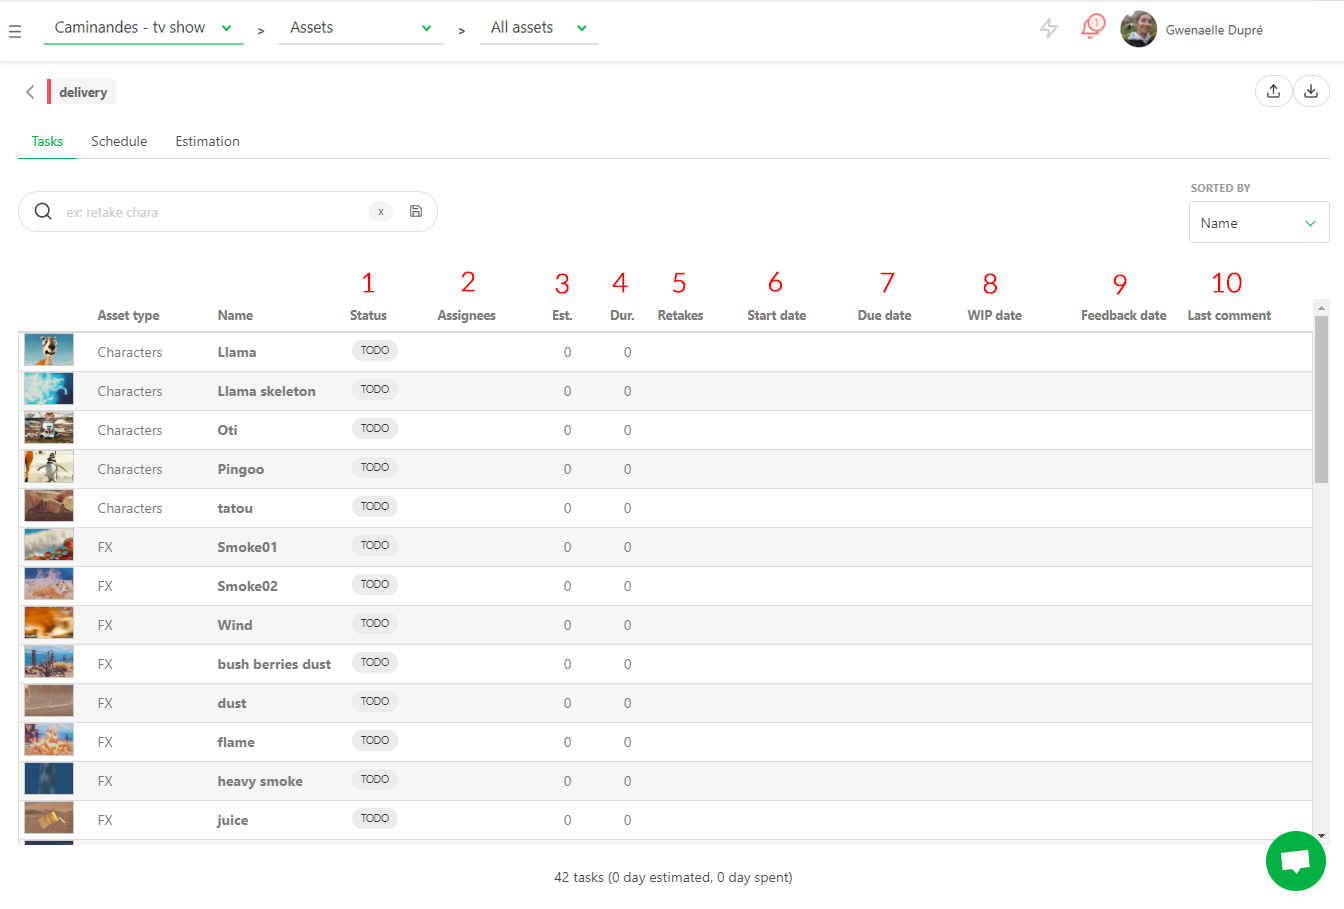 Caminandes - tv show > Assets > All assets 1 Gwenaelle Dupré
delivery
Tasks Schedule Estimation
SORTED BY
ex: retake chara x
Name
1 2 3 4 5 6 7 8 9 10
Asset type Name Status Assignees Est. Dur. Retakes Start date Due date WIP date Feedback date Last comment
Characters Llama TODO 0 0
Characters Llama skeleton TODO 0 0
Characters Oti TODO 0 0
Characters Pingoo TODO 0 0
Characters tatou TODO 0 0
FX Smoke01 TODO 0 0
FX Smoke02 TODO 0 0
FX Wind TODO 0 0
FX bush berries dust TODO 0 0
FX dust TODO 0 0
FX flame TODO 0 0
FX heavy smoke TODO 0 0
FX juice TODO 0 0
42 tasks (0 day estimated, 0 day spent)